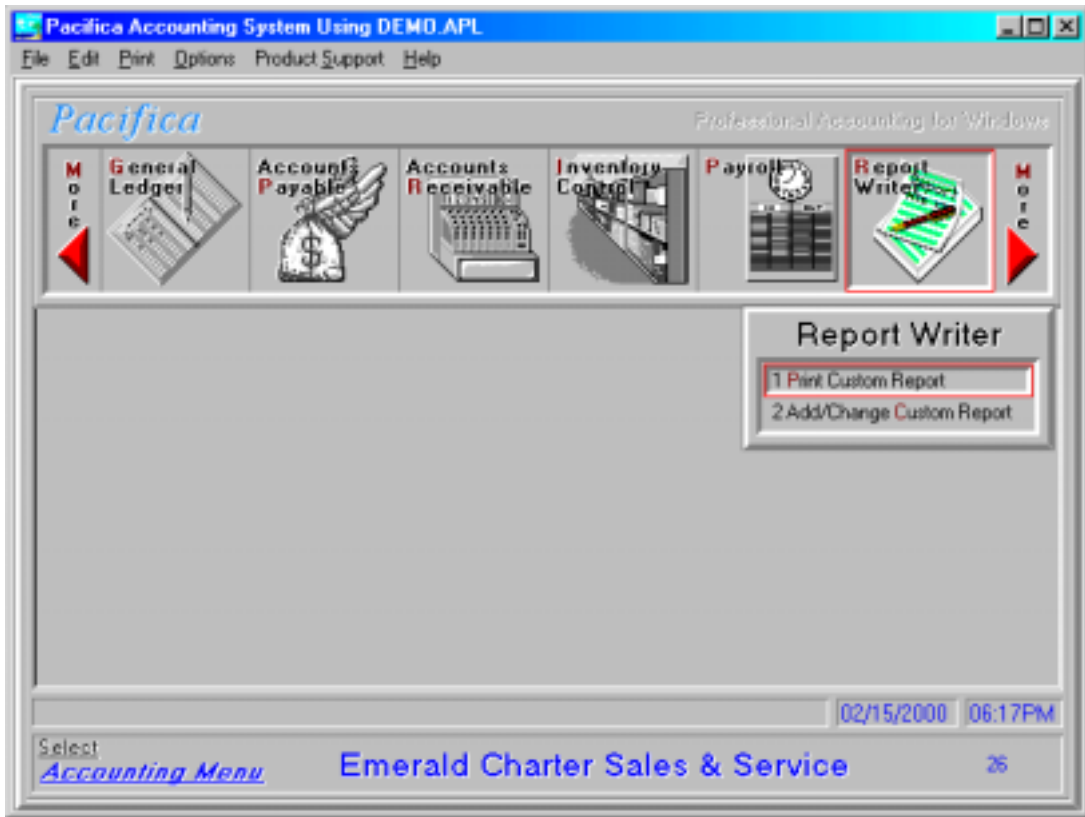 Pacifica Accounting System Using DEMO.APL
File Edit Print Options Product Support Help
Pacifica
Professional Accounting for Windows
More
General
Ledger
Accounts
Payable
Accounts
Receivable
Inventory
Control
Payroll
Report
Writer
More
Report Writer
1 Print Custom Report
2 Add/Change Custom Report
02/15/2000 06:17PM
Select
Accounting Menu
Emerald Charter Sales & Service
26